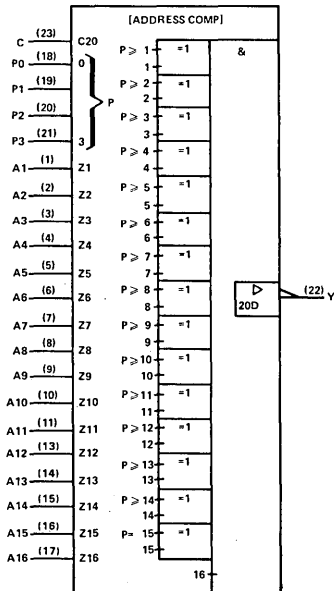 [ADDRESS COMP]
C (23) C20 P ⩾ 1 =1 &
P0 (18) 0 1
P1 (19) P ⩾ 2 =1
2
P P ⩾ 3 =1
P2 (20) 3
P3 (21) 3 P ⩾ 4 =1
A1 (1) Z1 4
A2 (2) Z2 P ⩾ 5 =1
5
A3 (3) Z3 P ⩾ 6 =1
A4 (4) Z4 6
P ⩾ 7 =1
A5 (5) Z5 7
A6 (6) Z6 P ⩾ 8 =1 ▷ (22) Y
8 20D
A7 (7) Z7 P ⩾ 9 =1
A8 (8) Z8 9
P ⩾ 10 =1
A9 (9) Z9 10
A10 (10) Z10 P ⩾ 11 =1
11
A11 (11) Z11 P ⩾ 12 =1
A12 (13) Z12 12
P ⩾ 13 =1
A13 (14) Z13 13
A14 (15) Z14 P ⩾ 14 =1
14
A15 (16) Z15 P= 15 =1
15
A16 (17) Z16
16